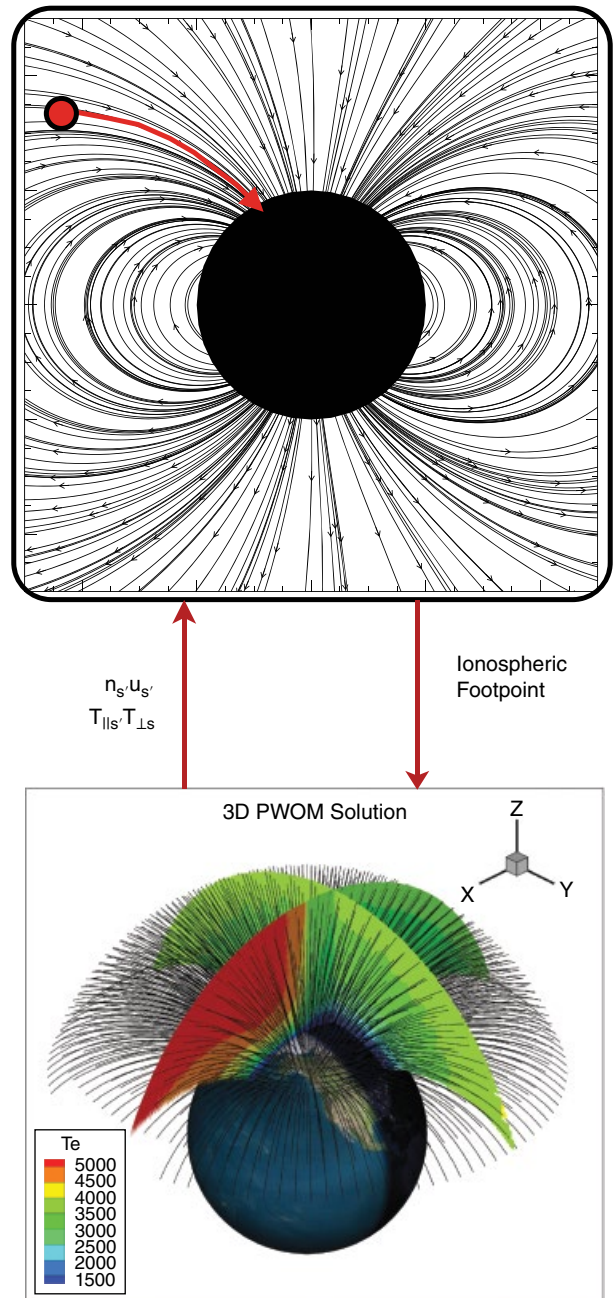 n_s' u_s'
T_||s' T_⊥s
Ionospheric
Footpoint
3D PWOM Solution
Z
X
Y
Te
5000
4500
4000
3500
3000
2500
2000
1500